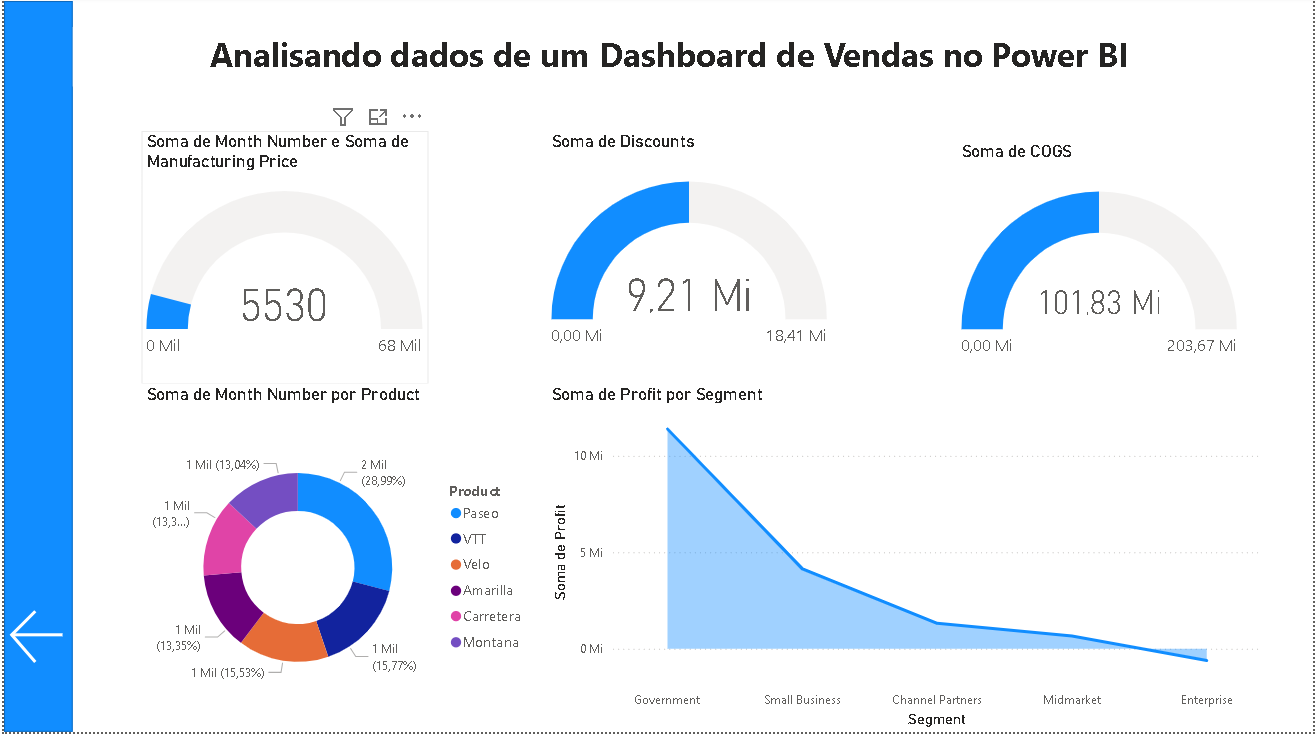 Analisando dados de um Dashboard de Vendas no Power BI
Soma de Month Number e Soma de
Manufacturing Price
5530
0 Mil
68 Mil
Soma de Discounts
9,21 Mi
0,00 Mi
18,41 Mi
Soma de COGS
101,83 Mi
0,00 Mi
203,67 Mi
Soma de Month Number por Product
1 Mil (13,04%)
2 Mil
(28,99%)
1 Mil
(13,3...)
1 Mil
(13,35%)
1 Mil (15,53%)
1 Mil
(15,77%)
Product
Paseo
VTT
Velo
Amarilla
Carretera
Montana
Soma de Profit por Segment
Soma de Profit
10 Mi
5 Mi
0 Mi
Government
Small Business
Channel Partners
Midmarket
Enterprise
Segment